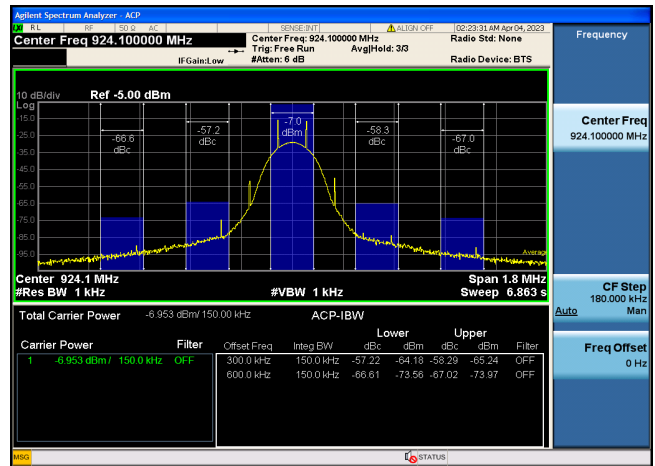 Agilent Spectrum Analyzer - ACP
LXI RL RF 50 Ω AC SENSE:INT ALIGN OFF 02:23:31 AM Apr 04, 2023
Center Freq 924.100000 MHz
Center Freq: 924.100000 MHz
Radio Std: None
Trig: Free Run Avg|Hold: 3/3
IFGain:Low #Atten: 6 dB Radio Device: BTS
Frequency
10 dB/div Ref -5.00 dBm
Log
-15.0
-25.0
-35.0
-45.0
-55.0
-65.0
-75.0
-85.0
-95.0
-66.6
dBc
-57.2
dBc
-7.0
dBm
-58.3
dBc
-67.0
dBc
Average
Center 924.1 MHz Span 1.8 MHz
#Res BW 1 kHz #VBW 1 kHz Sweep 6.863 s
Center Freq
924.100000 MHz
CF Step
180.000 kHz
Auto Man
Freq Offset
0 Hz
Total Carrier Power -6.953 dBm/ 150.00 kHz ACP-IBW
Lower Upper
Carrier Power Filter Offset Freq Integ BW dBc dBm dBc dBm Filter
1 -6.953 dBm / 150.0 kHz OFF 300.0 kHz 150.0 kHz -57.22 -64.18 -58.29 -65.24 OFF
600.0 kHz 150.0 kHz -66.61 -73.56 -67.02 -73.97 OFF
MSG STATUS